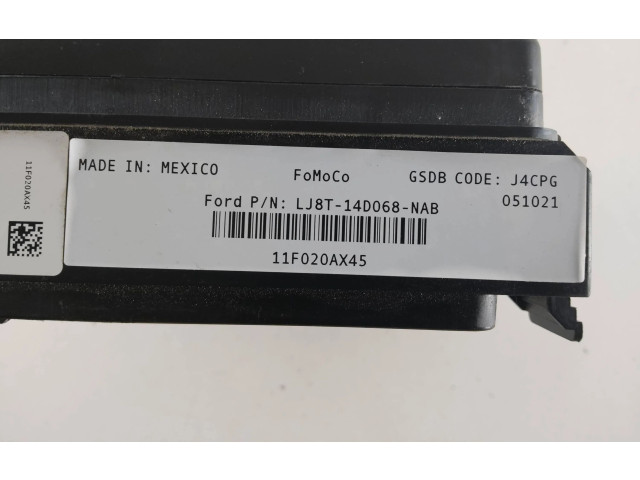 11F020AX45
MADE IN: MEXICO FoMoCo GSDB CODE: J4CPG
Ford P/N: LJ8T-14D068-NAB 051021
11F020AX45